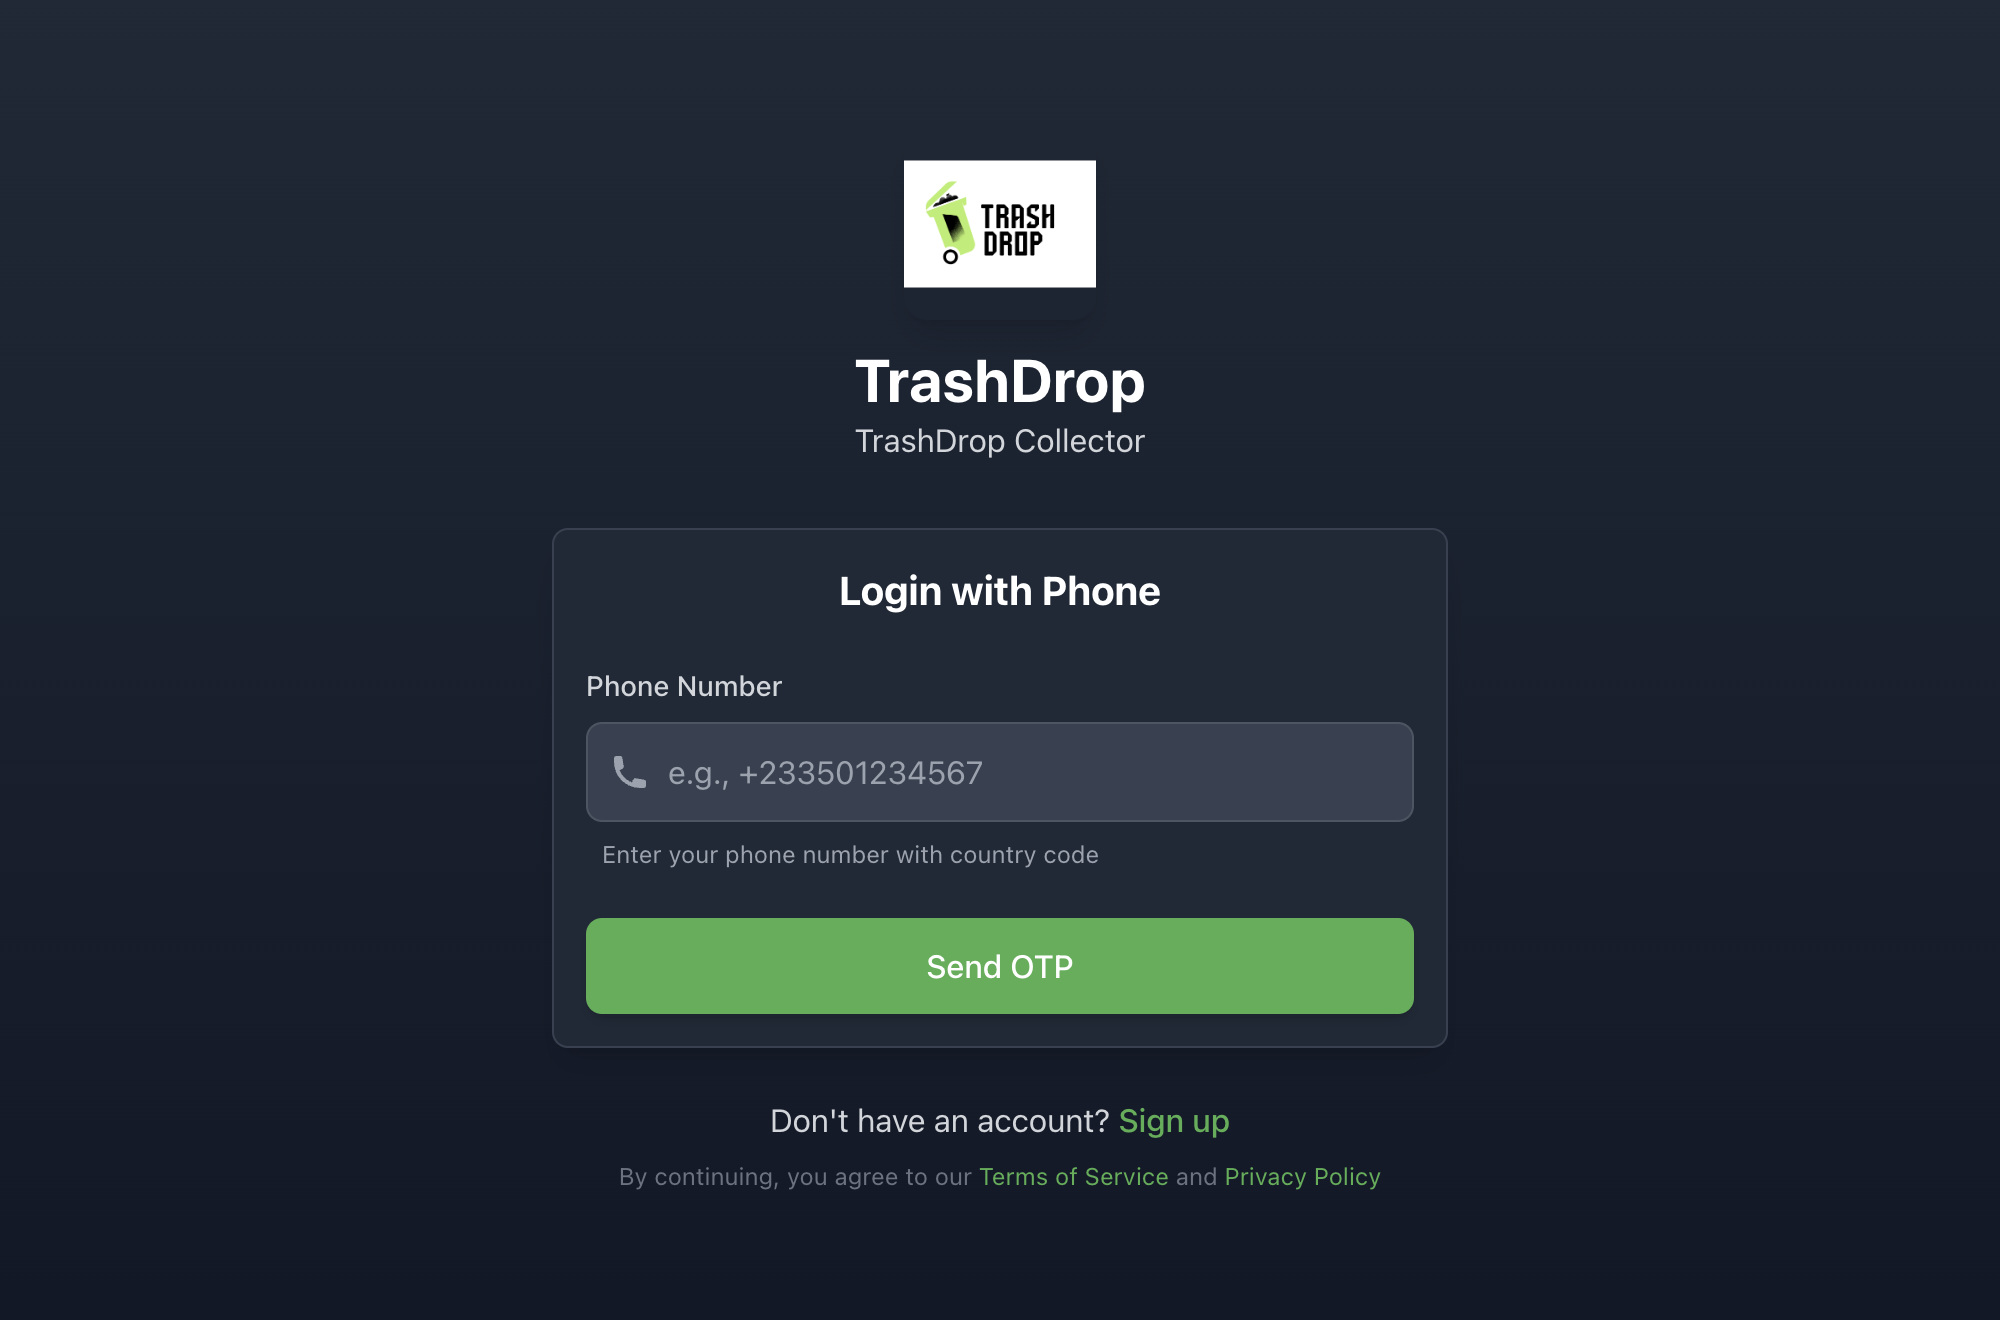 TRASH
DROP
TrashDrop
TrashDrop Collector
Login with Phone
Phone Number
e.g., +233501234567
Enter your phone number with country code
Send OTP
Don't have an account? Sign up
By continuing, you agree to our Terms of Service and Privacy Policy